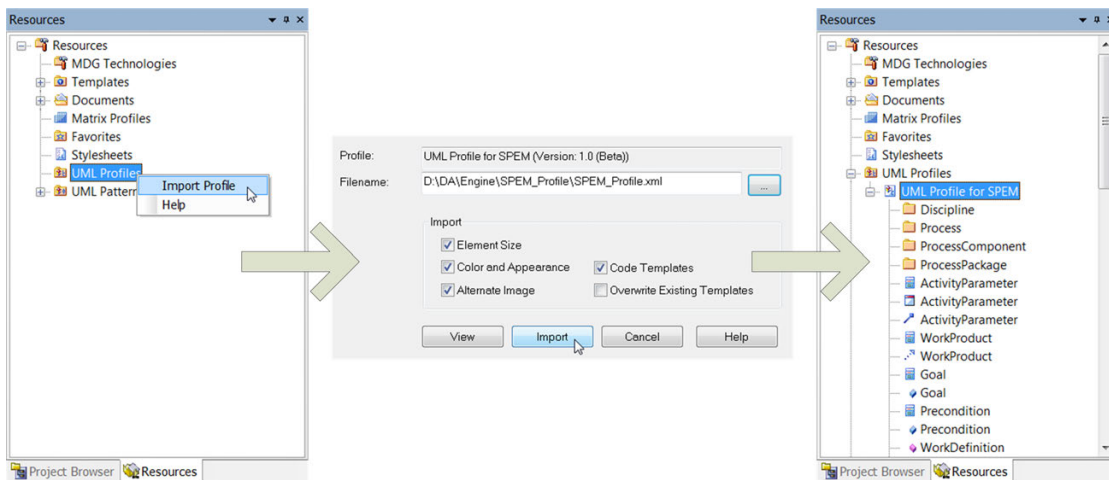 Resources
Resources
MDG Technologies
Templates
Documents
Matrix Profiles
Favorites
Stylesheets
UML Profiles
Import Profile
UML Pattern
Help
Project Browser
Resources
Profile:
UML Profile for SPEM (Version: 1.0 (Beta))
Filename:
D:\DA\Engine\SPEM_Profile\SPEM_Profile.xml
...
Import
Element Size
Color and Appearance
Code Templates
Alternate Image
Overwrite Existing Templates
View
Import
Cancel
Help
Resources
Resources
MDG Technologies
Templates
Documents
Matrix Profiles
Favorites
Stylesheets
UML Profiles
UML Profile for SPEM
Discipline
Process
ProcessComponent
ProcessPackage
ActivityParameter
ActivityParameter
ActivityParameter
WorkProduct
WorkProduct
Goal
Goal
Precondition
Precondition
WorkDefinition
Project Browser
Resources